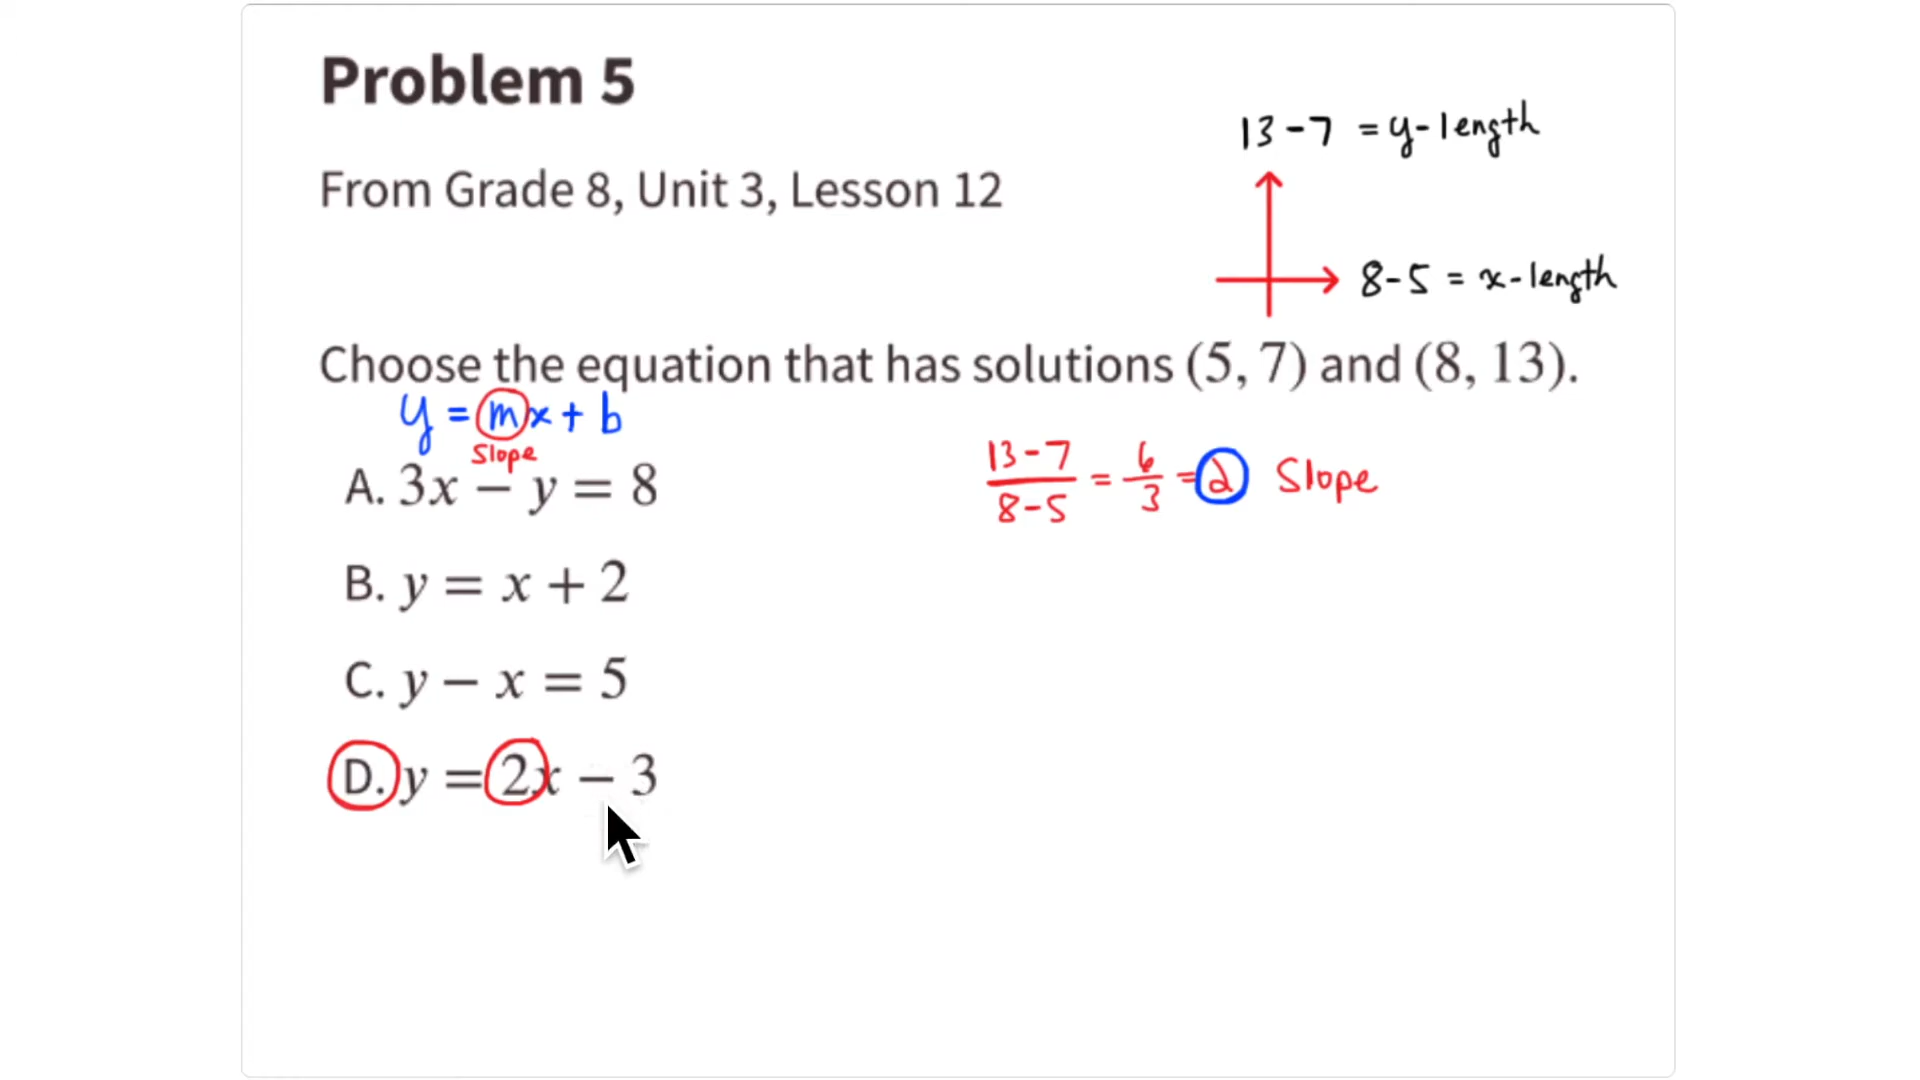 Problem 5
13-7 = y-length
From Grade 8, Unit 3, Lesson 12
8-5 = x-length
Choose the equation that has solutions (5, 7) and (8, 13).
y = mx + b
Slope
A. 3x − y = 8
13-7
8-5
= 6/3 = 2 Slope
B. y = x + 2
C. y − x = 5
D. y = 2x − 3